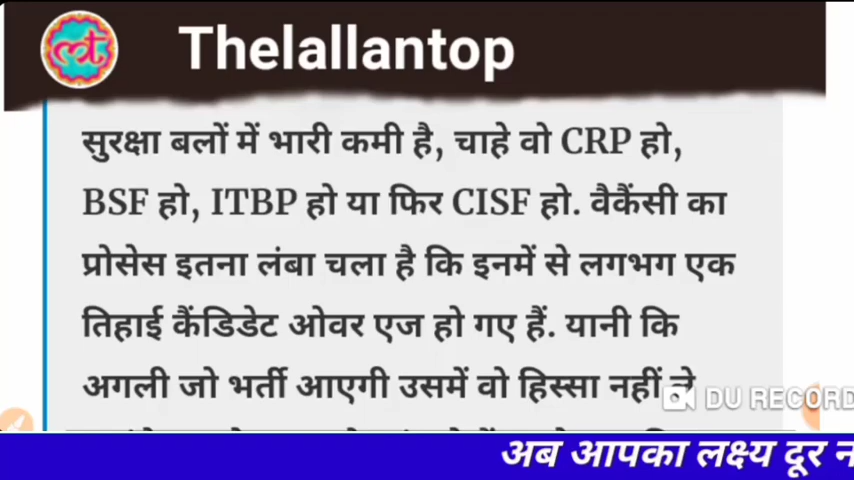 Thelallantop
सुरक्षा बलों में भारी कमी है, चाहे वो CRP हो,
BSF हो, ITBP हो या फिर CISF हो. वैकैंसी का
प्रोसेस इतना लंबा चला है कि इनमें से लगभग एक
तिहाई कैंडिडेट ओवर एज हो गए हैं. यानी कि
अगली जो भर्ती आएगी उसमें वो हिस्सा नहीं ले
DU RECORD
अब आपका लक्ष्य दूर न